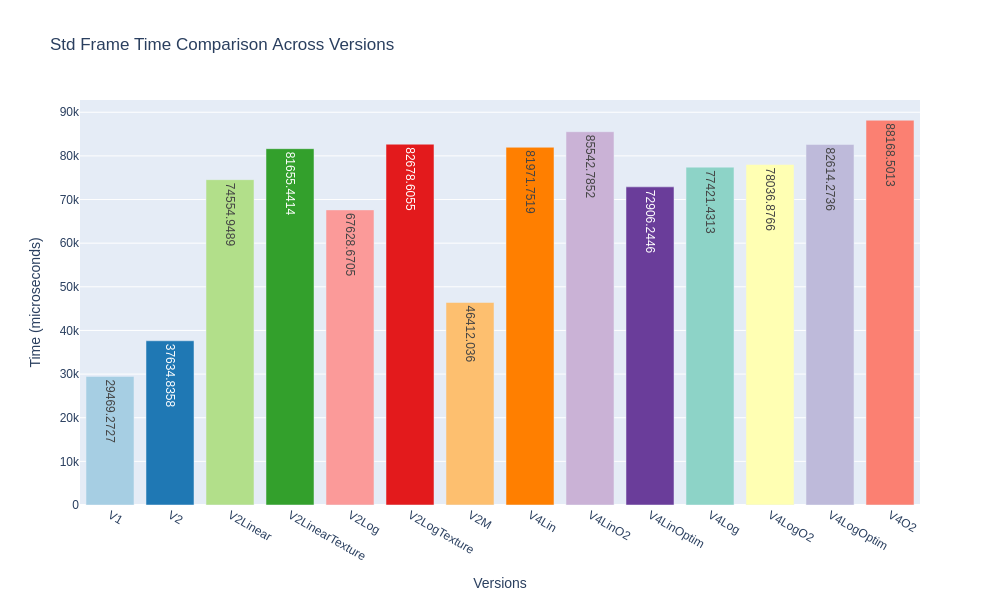 Std Frame Time Comparison Across Versions
Time (microseconds)
90k
80k
70k
60k
50k
40k
30k
20k
10k
0
29469.2727
37634.8358
74554.9489
81655.4414
67628.6705
82678.6055
46412.036
81971.7519
85542.7852
72906.2446
77421.4313
78036.8766
82614.2736
88168.5013
V1
V2
V2Linear
V2LinearTexture
V2Log
V2LogTexture
V2M
V4Lin
V4LinO2
V4LinOptim
V4Log
V4LogO2
V4LogOptim
V4O2
Versions